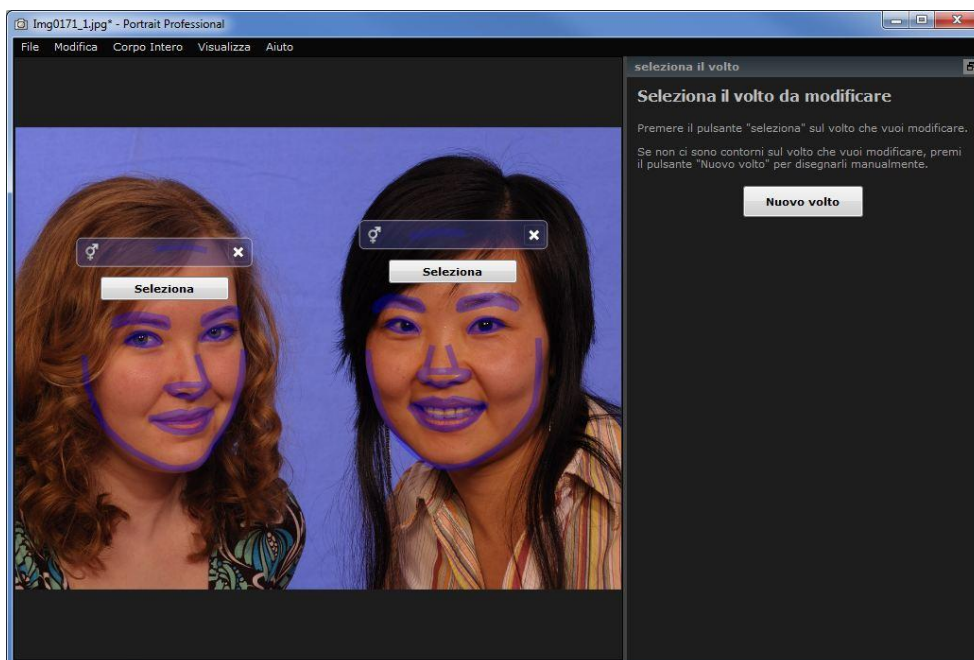 Img0171_1.jpg* - Portrait Professional
File Modifica Corpo Intero Visualizza Aiuto
seleziona il volto
Seleziona il volto da modificare
Premere il pulsante "seleziona" sul volto che vuoi modificare.
Se non ci sono contorni sul volto che vuoi modificare, premi
il pulsante "Nuovo volto" per disegnarli manualmente.
Nuovo volto
Seleziona
Seleziona